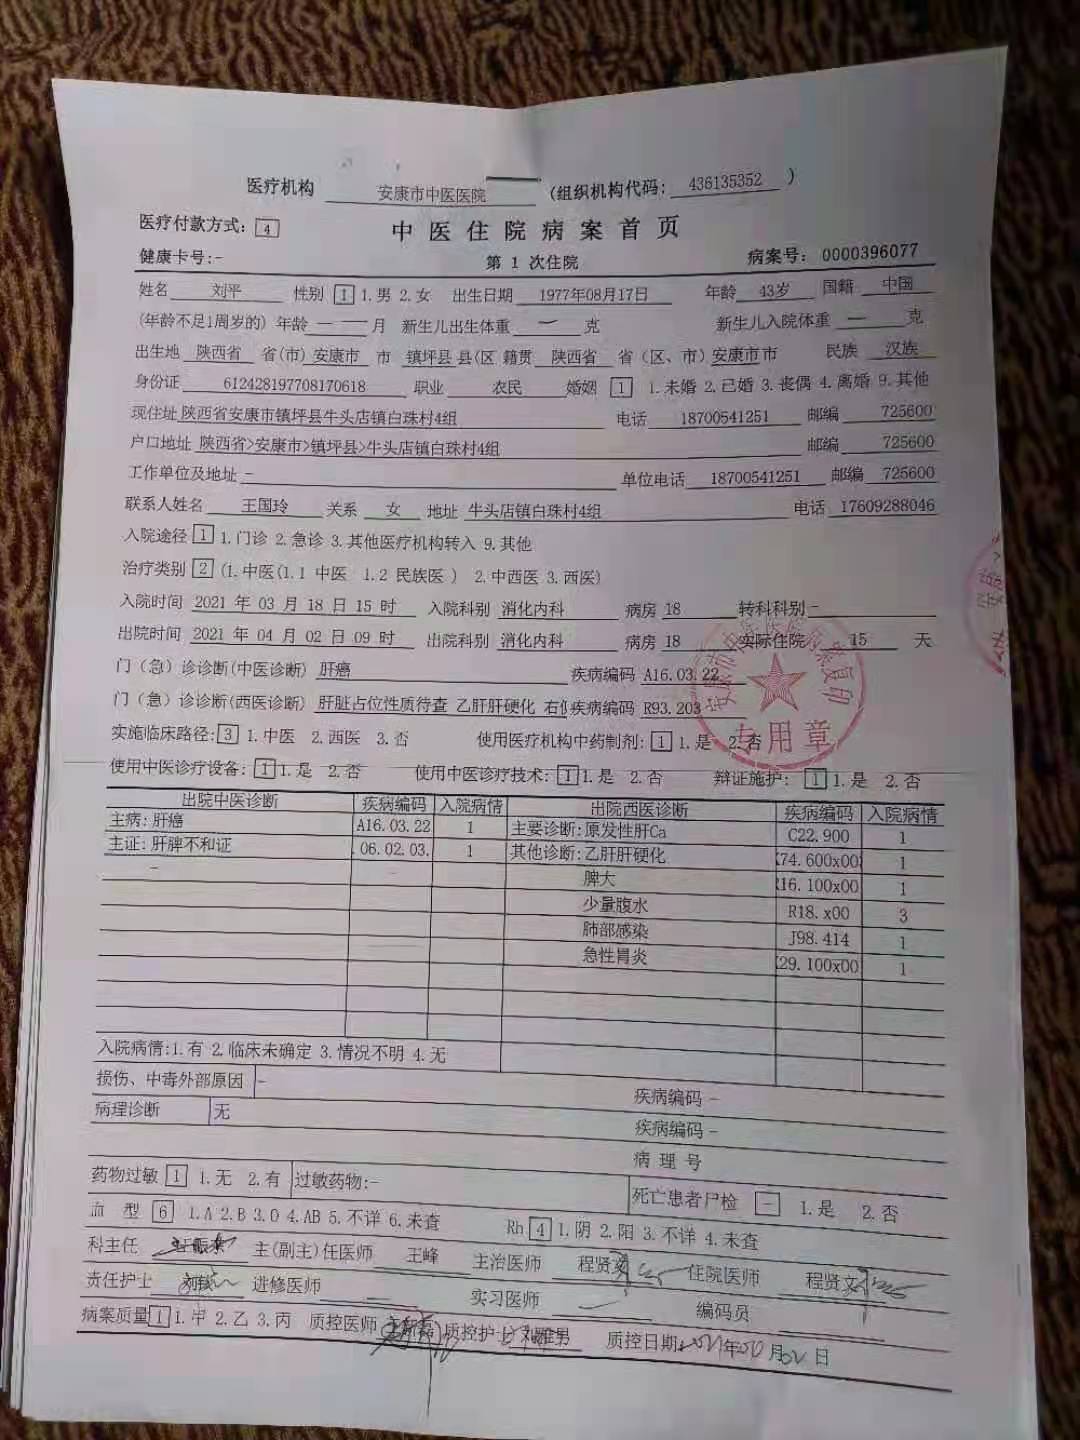 医疗机构 安康市中医医院 (组织机构代码: 436135352 )
医疗付款方式: 4 中医住院病案首页
健康卡号:- 第 1 次住院 病案号: 0000396077
姓名 刘平 性别 1 1.男 2.女 出生日期 1977年08月17日 年龄 43岁 国籍 中国
(年龄不足1周岁的) 年龄 — 月 新生儿出生体重 — 克 新生儿入院体重 — 克
出生地 陕西省 省(市) 安康市 市 镇坪县 县(区 籍贯 陕西省 省(区、市) 安康市市 民族 汉族
身份证 612428197708170618 职业 农民 婚姻 1 1.未婚 2.已婚 3.丧偶 4.离婚 9.其他
现住址 陕西省安康市镇坪县牛头店镇白珠村4组 电话 18700541251 邮编 725600
户口地址 陕西省>安康市>镇坪县>牛头店镇白珠村4组 邮编 725600
工作单位及地址 - 单位电话 18700541251 邮编 725600
联系人姓名 王国玲 关系 女 地址 牛头店镇白珠村4组 电话 17609288046
入院途径 1 1.门诊 2.急诊 3.其他医疗机构转入 9.其他
治疗类别 2 (1.中医(1.1 中医 1.2 民族医 ) 2.中西医 3.西医)
入院时间 2021 年 03 月 18 日 15 时 入院科别 消化内科 病房 18 转科科别 -
出院时间 2021 年 04 月 02 日 09 时 出院科别 消化内科 病房 18 实际住院 15 天
门(急)诊诊断(中医诊断) 肝癌 疾病编码 A16.03.22
门(急)诊诊断(西医诊断) 肝脏占位性质待查 乙肝肝硬化 右 疾病编码 R93.203
安康市中医医院病案复印
专用章
实施临床路径: 3 1.中医 2.西医 3.否 使用医疗机构中药制剂: 1 1.是 2.否
使用中医诊疗设备: 1 1.是 2.否 使用中医诊疗技术: 1 1.是 2.否 辩证施护: 1 1.是 2.否
出院中医诊断 疾病编码 入院病情 出院西医诊断 疾病编码 入院病情
主病:肝癌 A16.03.22 1 主要诊断:原发性肝Ca C22.900 1
主证:肝脾不和证 06.02.03. 1 其他诊断:乙肝肝硬化 74.600x00 1
- 脾大 16.100x00 1
少量腹水 R18.x00 3
肺部感染 J98.414 1
急性胃炎 29.100x00 1
入院病情:1.有 2.临床未确定 3.情况不明 4.无
损伤、中毒外部原因 - 疾病编码 -
病理诊断 无 疾病编码 -
病 理 号
药物过敏 1 1.无 2.有 过敏药物:- 死亡患者尸检 - 1.是 2.否
血 型 6 1.A 2.B 3.O 4.AB 5.不详 6.未查 Rh 4 1.阴 2.阳 3.不详 4.未查
科主任 主(副主)任医师 王峰 主治医师 程贤文 住院医师 程贤文
责任护士 进修医师 — 实习医师 — 编码员
病案质量 1 1.甲 2.乙 3.丙 质控医师 质控护士 质控日期 2021年 月02日